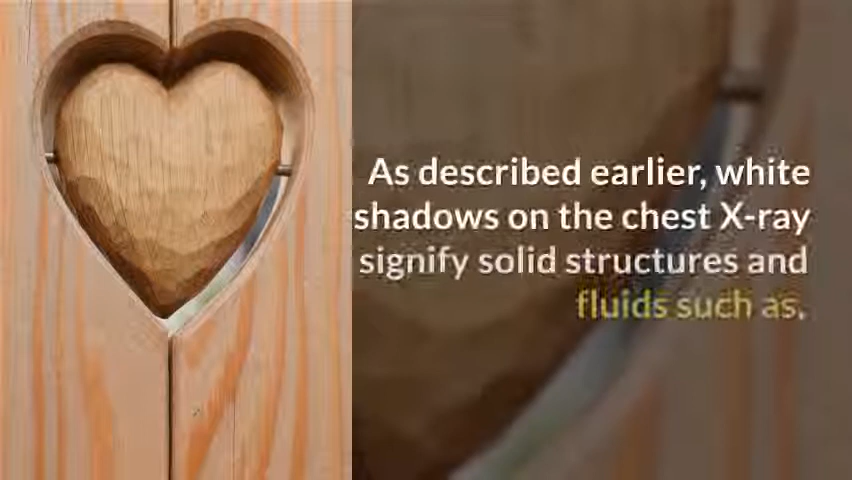 As described earlier, white
shadows on the chest X-ray
signify solid structures and
fluids such as.